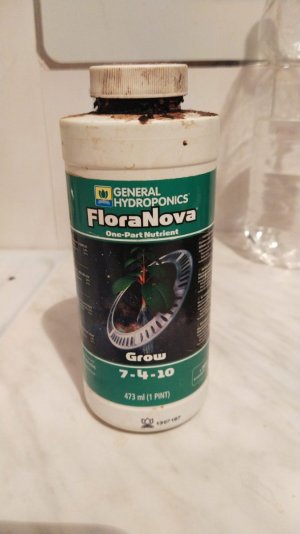 GENERAL
HYDROPONICS
FloraNova
One-Part Nutrient
Grow
7-4-10
473 ml (1 PINT)